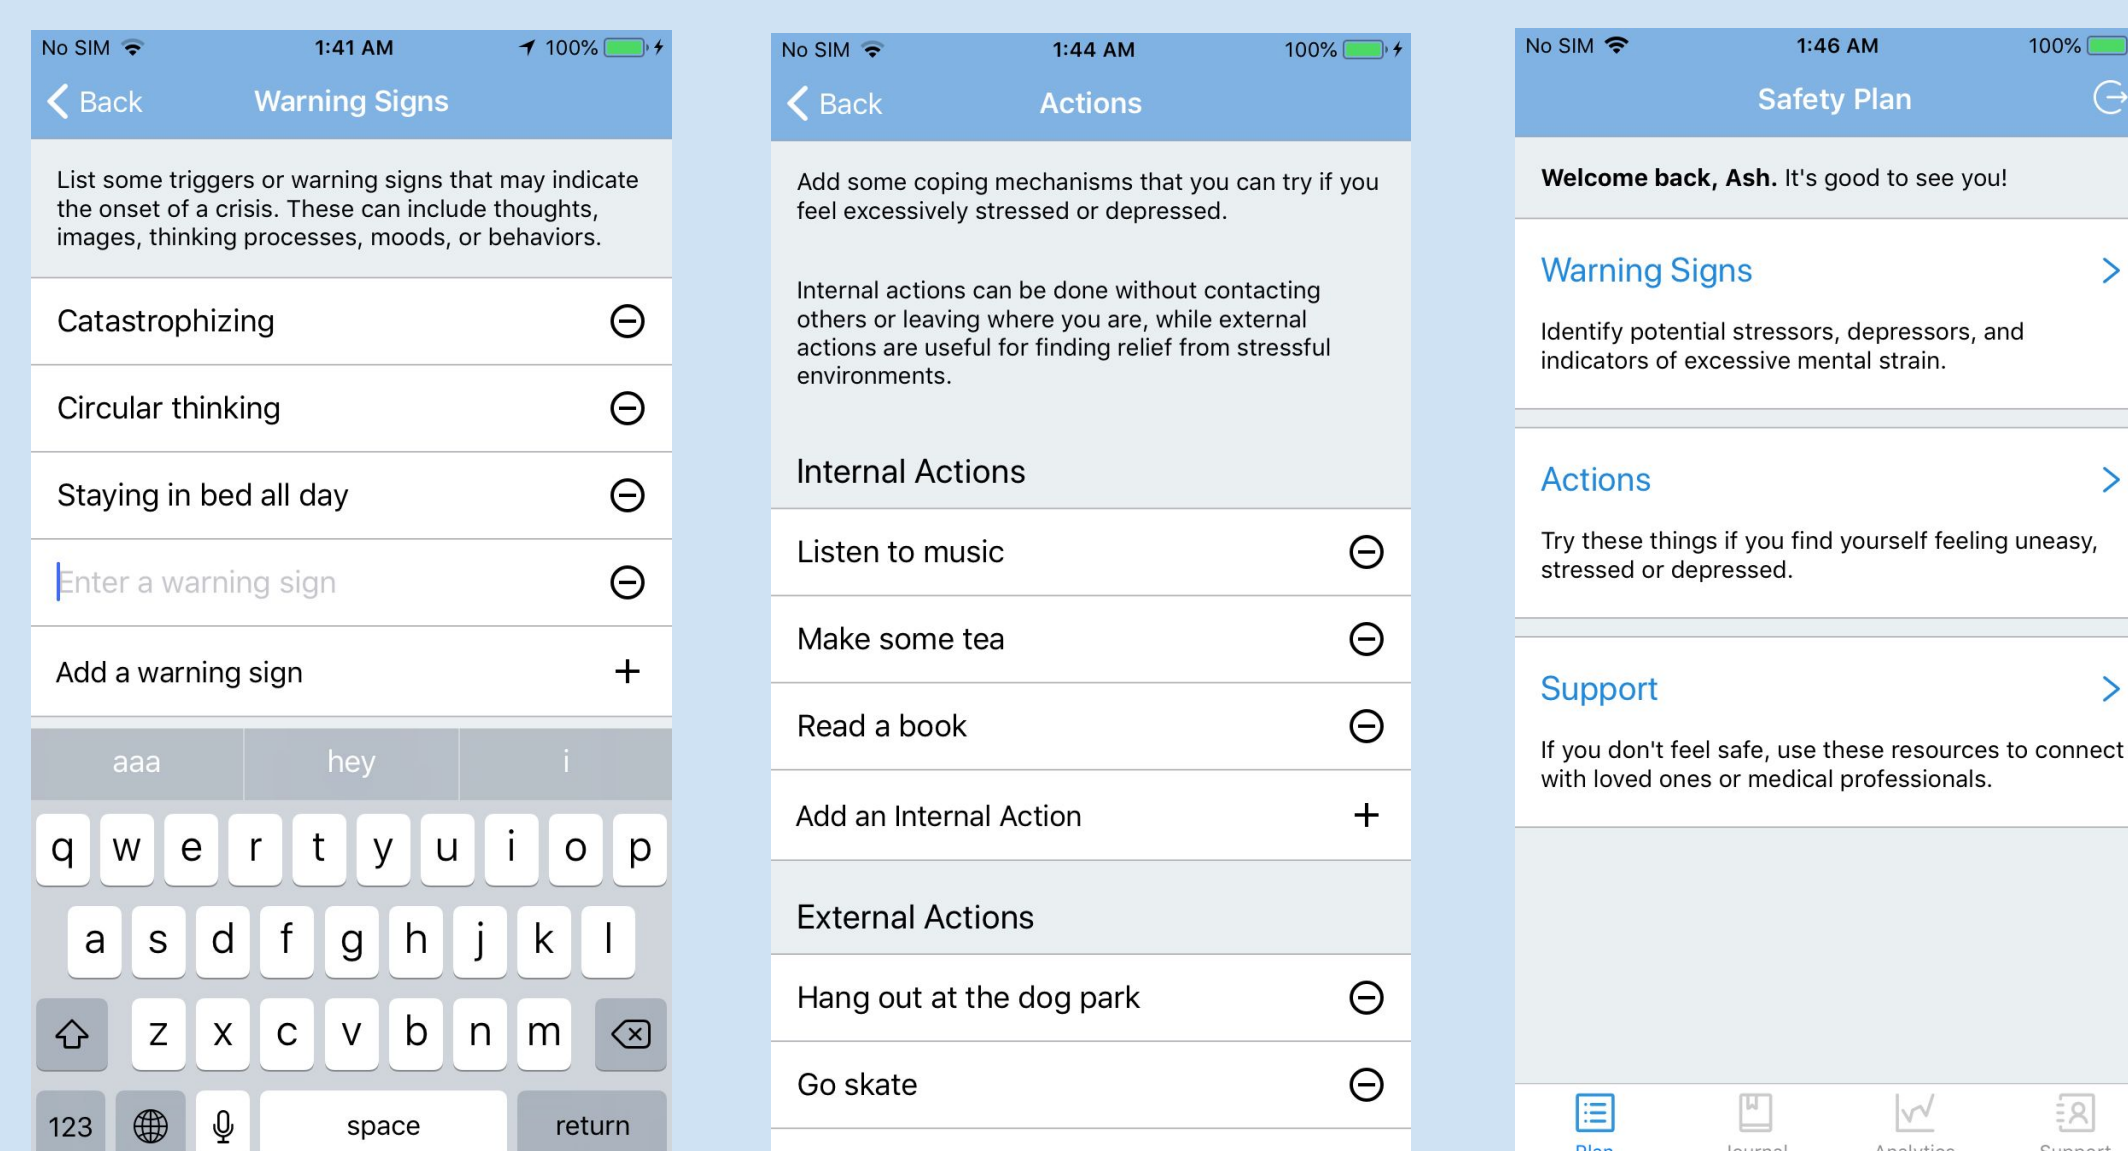 No SIM 1:41 AM 100%
Back Warning Signs
List some triggers or warning signs that may indicate
the onset of a crisis. These can include thoughts,
images, thinking processes, moods, or behaviors.
Catastrophizing
Circular thinking
Staying in bed all day
Enter a warning sign
Add a warning sign
aaa hey i
q w e r t y u i o p
a s d f g h j k l
z x c v b n m
123 space return
No SIM 1:44 AM 100%
Back Actions
Add some coping mechanisms that you can try if you
feel excessively stressed or depressed.
Internal actions can be done without contacting
others or leaving where you are, while external
actions are useful for finding relief from stressful
environments.
Internal Actions
Listen to music
Make some tea
Read a book
Add an Internal Action
External Actions
Hang out at the dog park
Go skate
No SIM 1:46 AM 100%
Safety Plan
Welcome back, Ash. It's good to see you!
Warning Signs
Identify potential stressors, depressors, and
indicators of excessive mental strain.
Actions
Try these things if you find yourself feeling uneasy,
stressed or depressed.
Support
If you don't feel safe, use these resources to connect
with loved ones or medical professionals.
Plan Journal Analytics Support